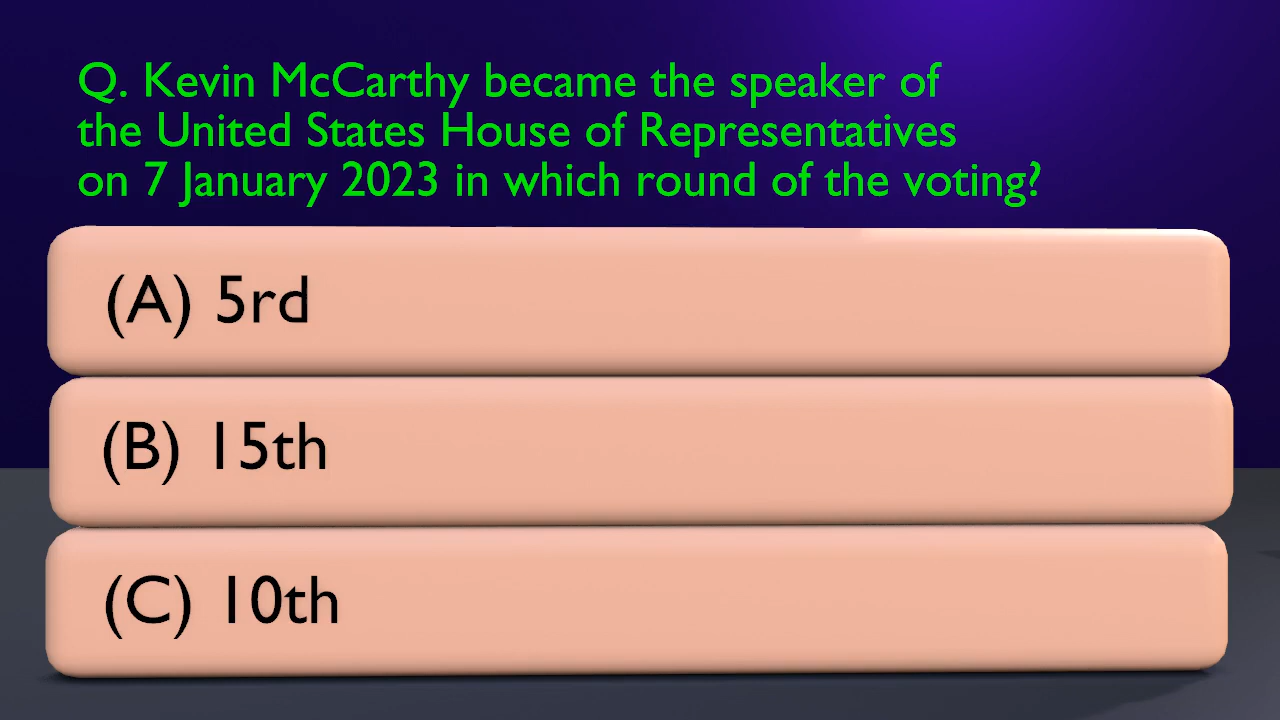 Q. Kevin McCarthy became the speaker of
the United States House of Representatives
on 7 January 2023 in which round of the voting?
(A) 5rd
(B) 15th
(C) 10th